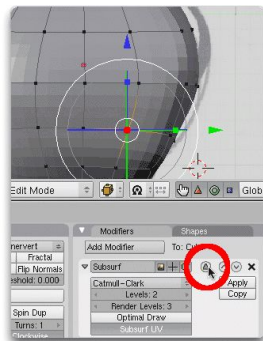 Edit Mode
Glob
Modifiers
Shapes
nervert
Add Modifier
To: Cu
Fractal
Flip Normals
Subsurf
eshold: 0.000
Catmull-Clark
Apply
Levels: 2
Copy
Render Levels: 3
Spin Dup
Optimal Draw
Turns: 1
Subsurf UV
Clockwise